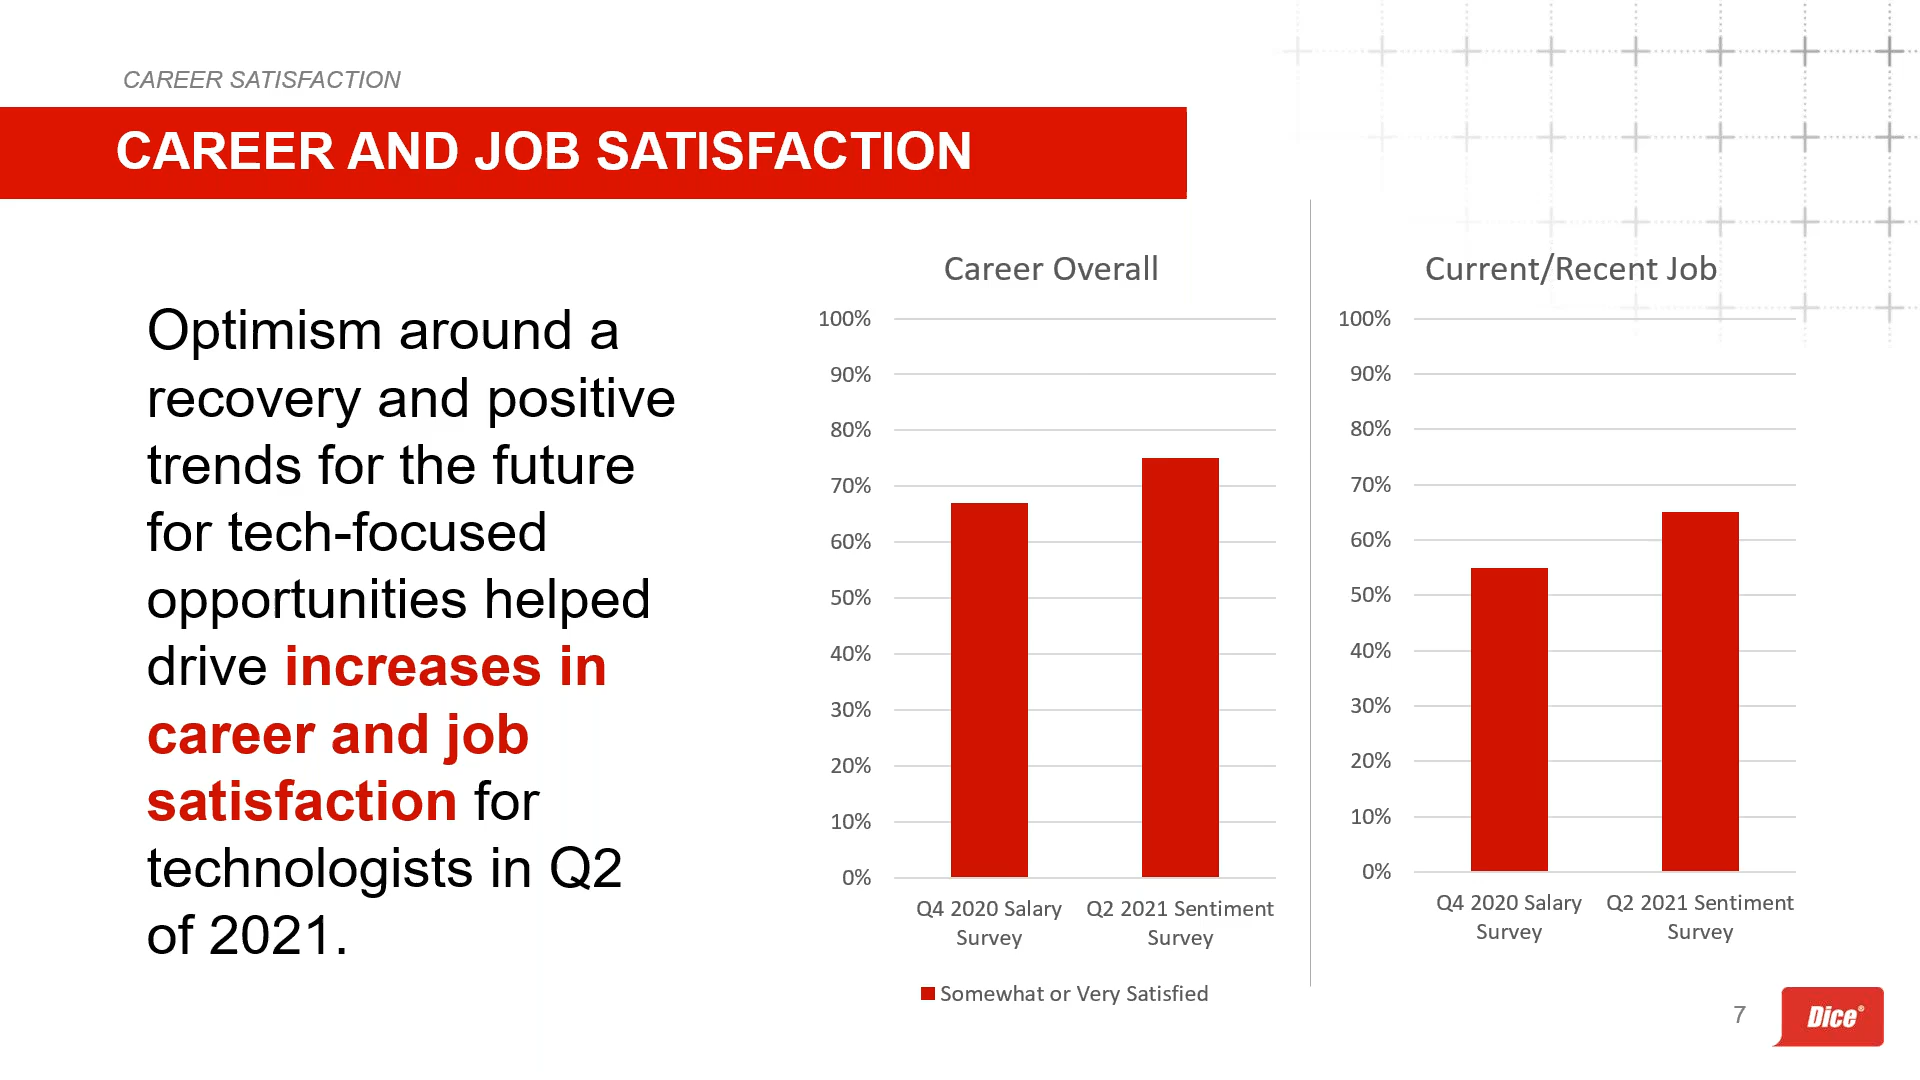 CAREER SATISFACTION
CAREER AND JOB SATISFACTION
Optimism around a
recovery and positive
trends for the future
for tech-focused
opportunities helped
drive increases in
career and job
satisfaction for
technologists in Q2
of 2021.
Career Overall
100%
90%
80%
70%
60%
50%
40%
30%
20%
10%
0%
Q4 2020 Salary
Survey
Q2 2021 Sentiment
Survey
Somewhat or Very Satisfied
Current/Recent Job
100%
90%
80%
70%
60%
50%
40%
30%
20%
10%
0%
Q4 2020 Salary
Survey
Q2 2021 Sentiment
Survey
7
Dice®